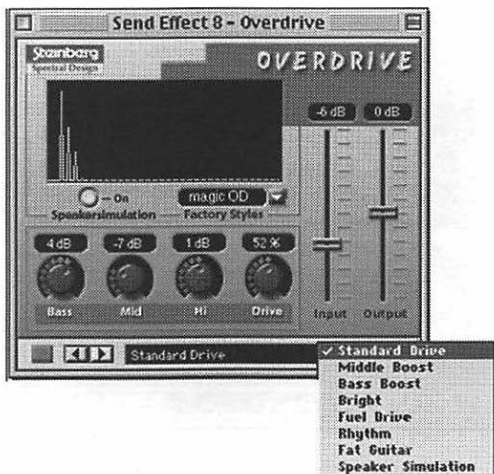 Send Effect 8 – Overdrive
Steinberg
Spectral Design
OVERDRIVE
-6 dB 0 dB
On
magic OD
Speakersimulation Factory Styles
4 dB -7 dB 1 dB 52 %
Bass Mid Hi Drive
Input Output
Standard Drive
✓ Standard Drive
Middle Boost
Bass Boost
Bright
Fuel Drive
Rhythm
Fat Guitar
Speaker Simulation